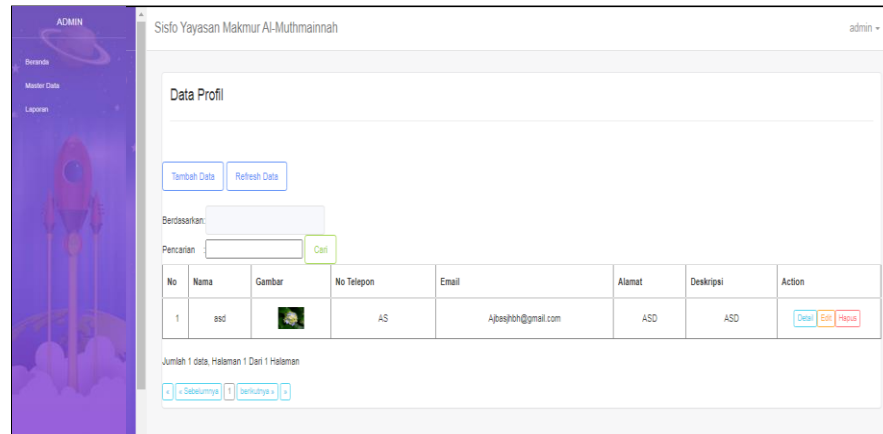 ADMIN
Sisfo Yayasan Makmur Al-Muthmainnah
admin
Beranda
Master Data
Laporan
Data Profil
Tambah Data Refresh Data
Berdasarkan:
Pencarian : Cari
No Nama Gambar No Telepon Email Alamat Deskripsi Action
1 asd AS Ajbasjhbh@gmail.com ASD ASD Detail Edit Hapus
Jumlah 1 data, Halaman 1 Dari 1 Halaman
« « Sebelumnya 1 berikutnya » »